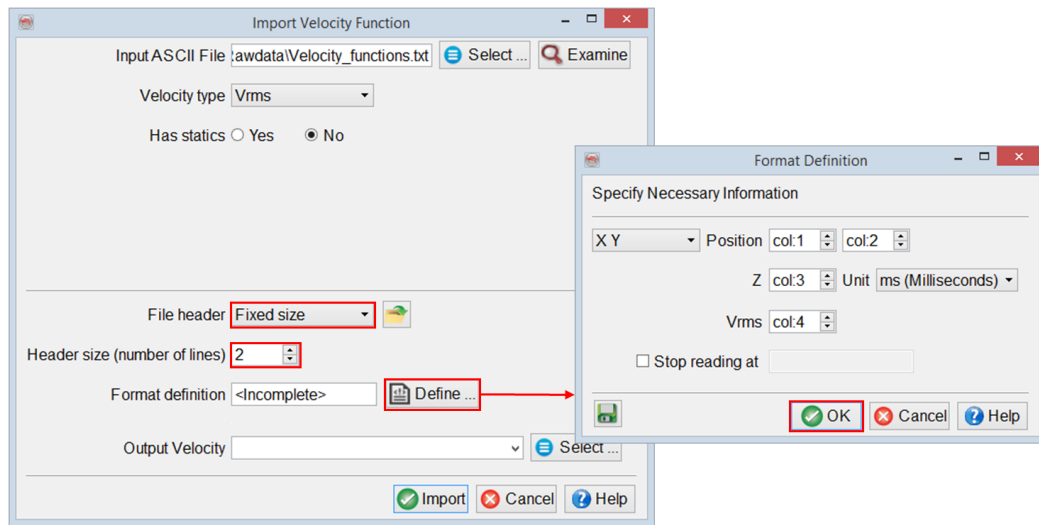 Import Velocity Function
Input ASCII File :awdata\Velocity_functions.txt Select ... Examine
Velocity type Vrms
Has statics Yes No
File header Fixed size
Header size (number of lines) 2
Format definition <Incomplete> Define ...
Output Velocity Select ...
Import Cancel Help
Format Definition
Specify Necessary Information
X Y Position col:1 col:2
Z col:3 Unit ms (Milliseconds)
Vrms col:4
Stop reading at
OK Cancel Help